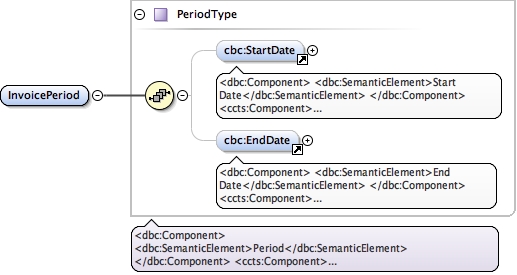 PeriodType
cbc:StartDate
<dbc:Component> <dbc:SemanticElement>Start
Date</dbc:SemanticElement> </dbc:Component>
<ccts:Component>...
InvoicePeriod
cbc:EndDate
<dbc:Component> <dbc:SemanticElement>End
Date</dbc:SemanticElement> </dbc:Component>
<ccts:Component>...
<dbc:Component>
<dbc:SemanticElement>Period</dbc:SemanticElement>
</dbc:Component> <ccts:Component>...